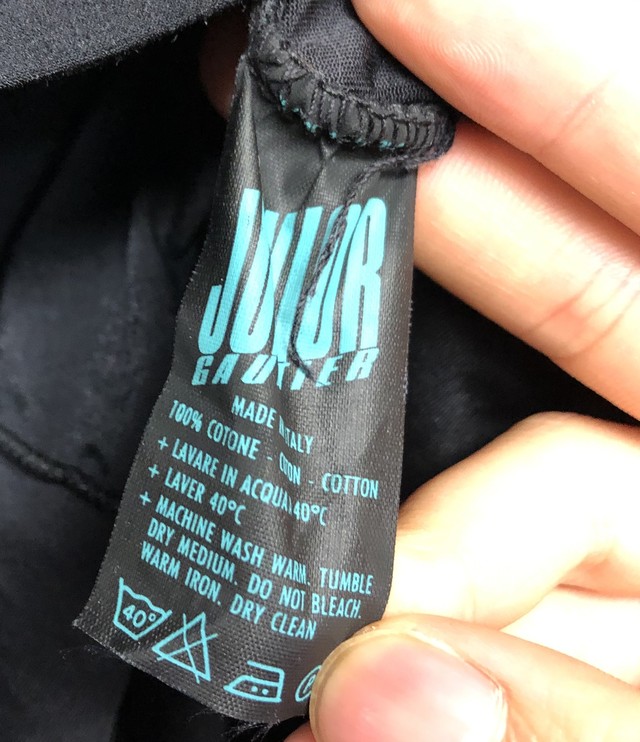 JUNIOR
GAULTIER
MADE IN ITALY
100% COTONE - COTON - COTTON
+ LAVARE IN ACQUA 40°C
+ LAVER 40°C
+ MACHINE WASH WARM. TUMBLE
DRY MEDIUM. DO NOT BLEACH.
WARM IRON. DRY CLEAN
40°